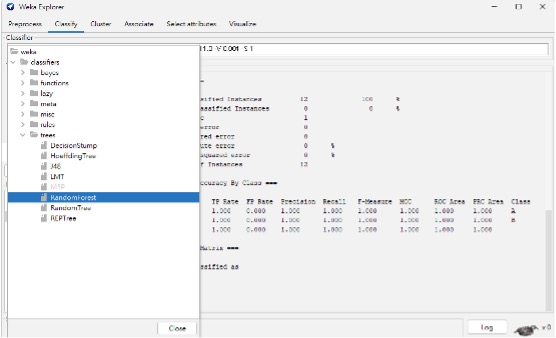 Weka Explorer
Preprocess Classify Cluster Associate Select attributes Visualize
Classifier
weka
classifiers
bayes
functions
lazy
meta
misc
rules
trees
DecisionStump
HoeffdingTree
J48
LMT
M5P
RandomForest
RandomTree
REPTree
Close
-V 0.001 -S 1
ssified Instances 12 100 %
assified Instances 0 0 %
c 1
error 0
red error 0
ute error 0 %
squared error 0 %
f Instances 12
ccuracy By Class ===
TP Rate FP Rate Precision Recall F-Measure MCC ROC Area PRC Area Class
1.000 0.000 1.000 1.000 1.000 1.000 1.000 1.000 A
1.000 0.000 1.000 1.000 1.000 1.000 1.000 1.000 B
1.000 0.000 1.000 1.000 1.000 1.000 1.000 1.000
Matrix ===
assified as
Log
x 0